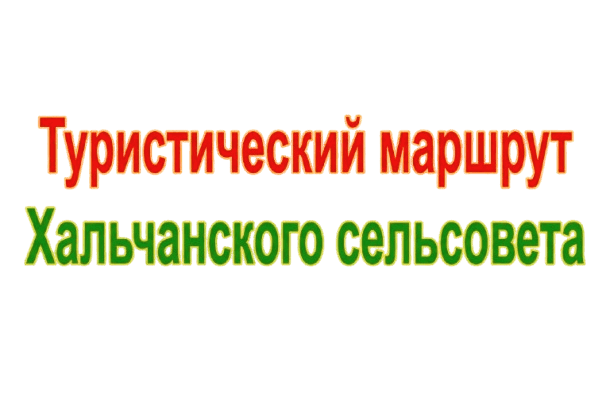 Туристический маршрут
Хальчанского сельсовета